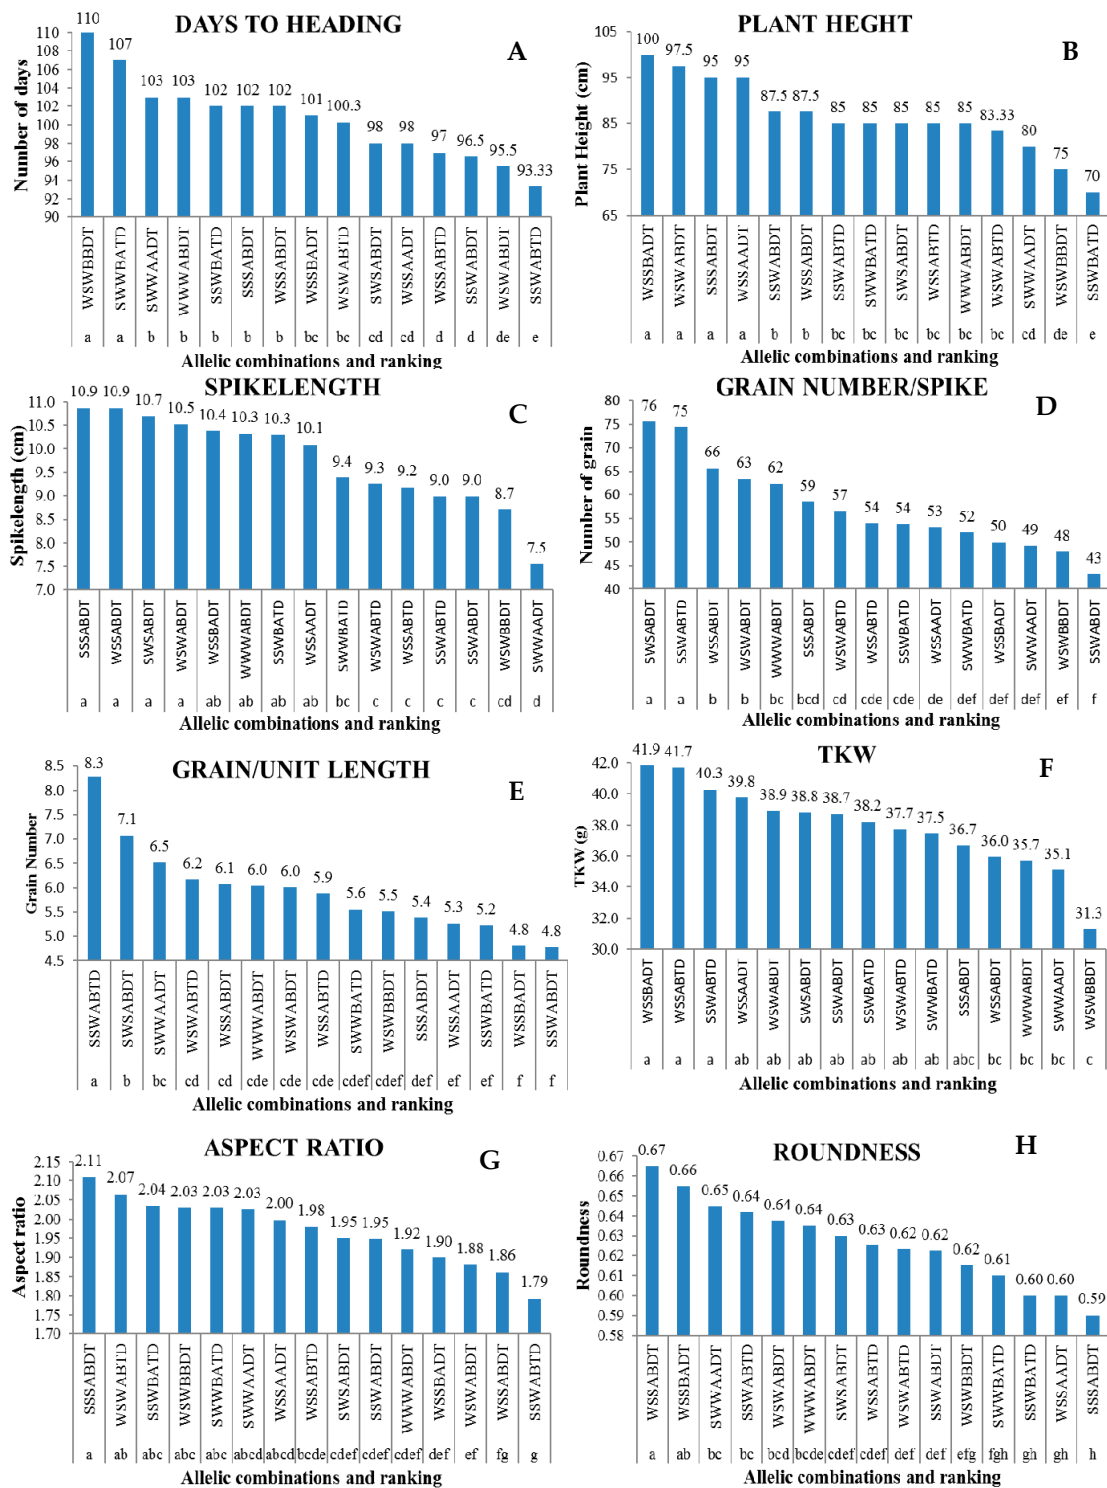 DAYS TO HEADING
A
Number of days
110
108
106
104
102
100
98
96
94
92
90
110 107 103 103 102 102 102 101 100.3 98 98 97 96.5 95.5 93.33
WSWBBDT SWWBATD SWWAADT WWWABDT SSWBATD SSSABDT WSSABDT WSSBADT WSWABTD SWSABDT WSSAADT WSSABTD SSWABDT WSWABDT SSWABTD
a a b b b b b bc bc cd cd d d de e
Allelic combinations and ranking
PLANT HEGHT
B
Plant Height (cm)
105
95
85
75
65
100 97.5 95 95 87.5 87.5 85 85 85 85 85 83.33 80 75 70
WSSBADT WSWABDT SSSABDT WSSAADT SSWABDT WSSABDT SSWABTD SWWBATD SWSABDT WSSABTD WWWABDT WSWABTD SWWAADT WSWBBDT SSWBATD
a a a a b b bc bc bc bc bc bc cd de e
Allelic combinations and ranking
SPIKELENGTH
C
Spikelength (cm)
11.0
10.5
10.0
9.5
9.0
8.5
8.0
7.5
7.0
10.9 10.9 10.7 10.5 10.4 10.3 10.3 10.1 9.4 9.3 9.2 9.0 9.0 8.7 7.5
SSSABDT WSSABDT SWSABDT WSWABDT WSSBADT WWWABDT SSWBATD WSSAADT SWWBATD WSWABTD WSSABTD SSWABTD SSWABDT WSWBBDT SWWAADT
a a a a ab ab ab ab bc c c c c cd d
Allelic combinations and ranking
GRAIN NUMBER/SPIKE
D
Number of grain
80
75
70
65
60
55
50
45
40
76 75 66 63 62 59 57 54 54 53 52 50 49 48 43
SWSABDT SSWABTD WSSABDT WSWABDT WWWABDT SSSABDT WSWABTD WSSABTD SSWBATD WSSAADT SWWBATD WSSBADT SWWAADT WSWBBDT SSWABDT
a a b b bc bcd cd cde cde de def def def ef f
Allelic combinations and ranking
GRAIN/UNIT LENGTH
E
Grain Number
8.5
8.0
7.5
7.0
6.5
6.0
5.5
5.0
4.5
8.3 7.1 6.5 6.2 6.1 6.0 6.0 5.9 5.6 5.5 5.4 5.3 5.2 4.8 4.8
SSWABTD SWSABDT SWWAADT WSWABTD WSSABDT WWWABDT WSWABDT WSSABTD SWWBATD WSWBBDT SSSABDT WSSAADT SSWBATD WSSBADT SSWABDT
a b bc cd cd cde cde cde cdef cdef def ef ef f f
Allelic combinations and ranking
TKW
F
TKW (g)
42.0
40.0
38.0
36.0
34.0
32.0
30.0
41.9 41.7 40.3 39.8 38.9 38.8 38.7 38.2 37.7 37.5 36.7 36.0 35.7 35.1 31.3
WSSBADT WSSABTD SSWABTD WSSAADT WSWABDT SWSABDT SSWABDT SSWBATD WSWABTD SWWBATD SSSABDT WSSABDT WWWABDT SWWAADT WSWBBDT
a a a ab ab ab ab ab ab ab abc bc bc bc c
Allelic combinations and ranking
ASPECT RATIO
G
Aspect ratio
2.15
2.10
2.05
2.00
1.95
1.90
1.85
1.80
1.75
1.70
2.11 2.07 2.04 2.03 2.03 2.03 2.00 1.98 1.95 1.95 1.92 1.90 1.88 1.86 1.79
SSSABDT WSWABTD SSWBATD WSWBBDT SWWBATD SWWAADT WSSAADT WSSABTD SWSABDT SSWABDT WWWABDT WSSBADT WSWABDT WSSABDT SSWABTD
a ab abc abc abc abcd abcd bcde cdef cdef cdef def ef fg g
Allelic combinations and ranking
ROUNDNESS
H
Roundness
0.67
0.66
0.65
0.64
0.63
0.62
0.61
0.60
0.59
0.58
0.67 0.66 0.65 0.64 0.64 0.64 0.63 0.63 0.62 0.62 0.62 0.61 0.60 0.60 0.59
WSSABDT WSSBADT SWWAADT SSWABTD WSWABDT WWWABDT SWSABDT WSSABTD WSWABTD SSWABDT WSWBBDT SWWBATD SSWBATD WSSAADT SSSABDT
a ab bc bc bcd bcde cdef cdef def def efg fgh gh gh h
Allelic combinations and ranking